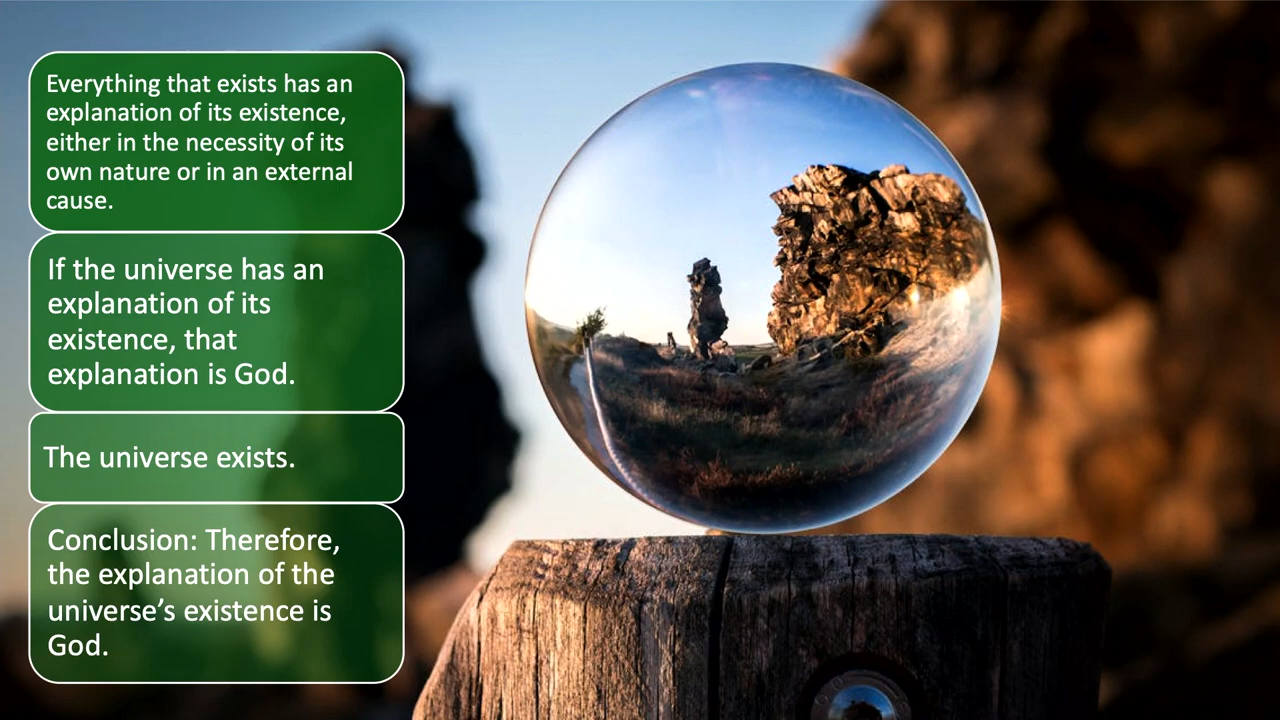 Everything that exists has an
explanation of its existence,
either in the necessity of its
own nature or in an external
cause.
If the universe has an
explanation of its
existence, that
explanation is God.
The universe exists.
Conclusion: Therefore,
the explanation of the
universe’s existence is
God.